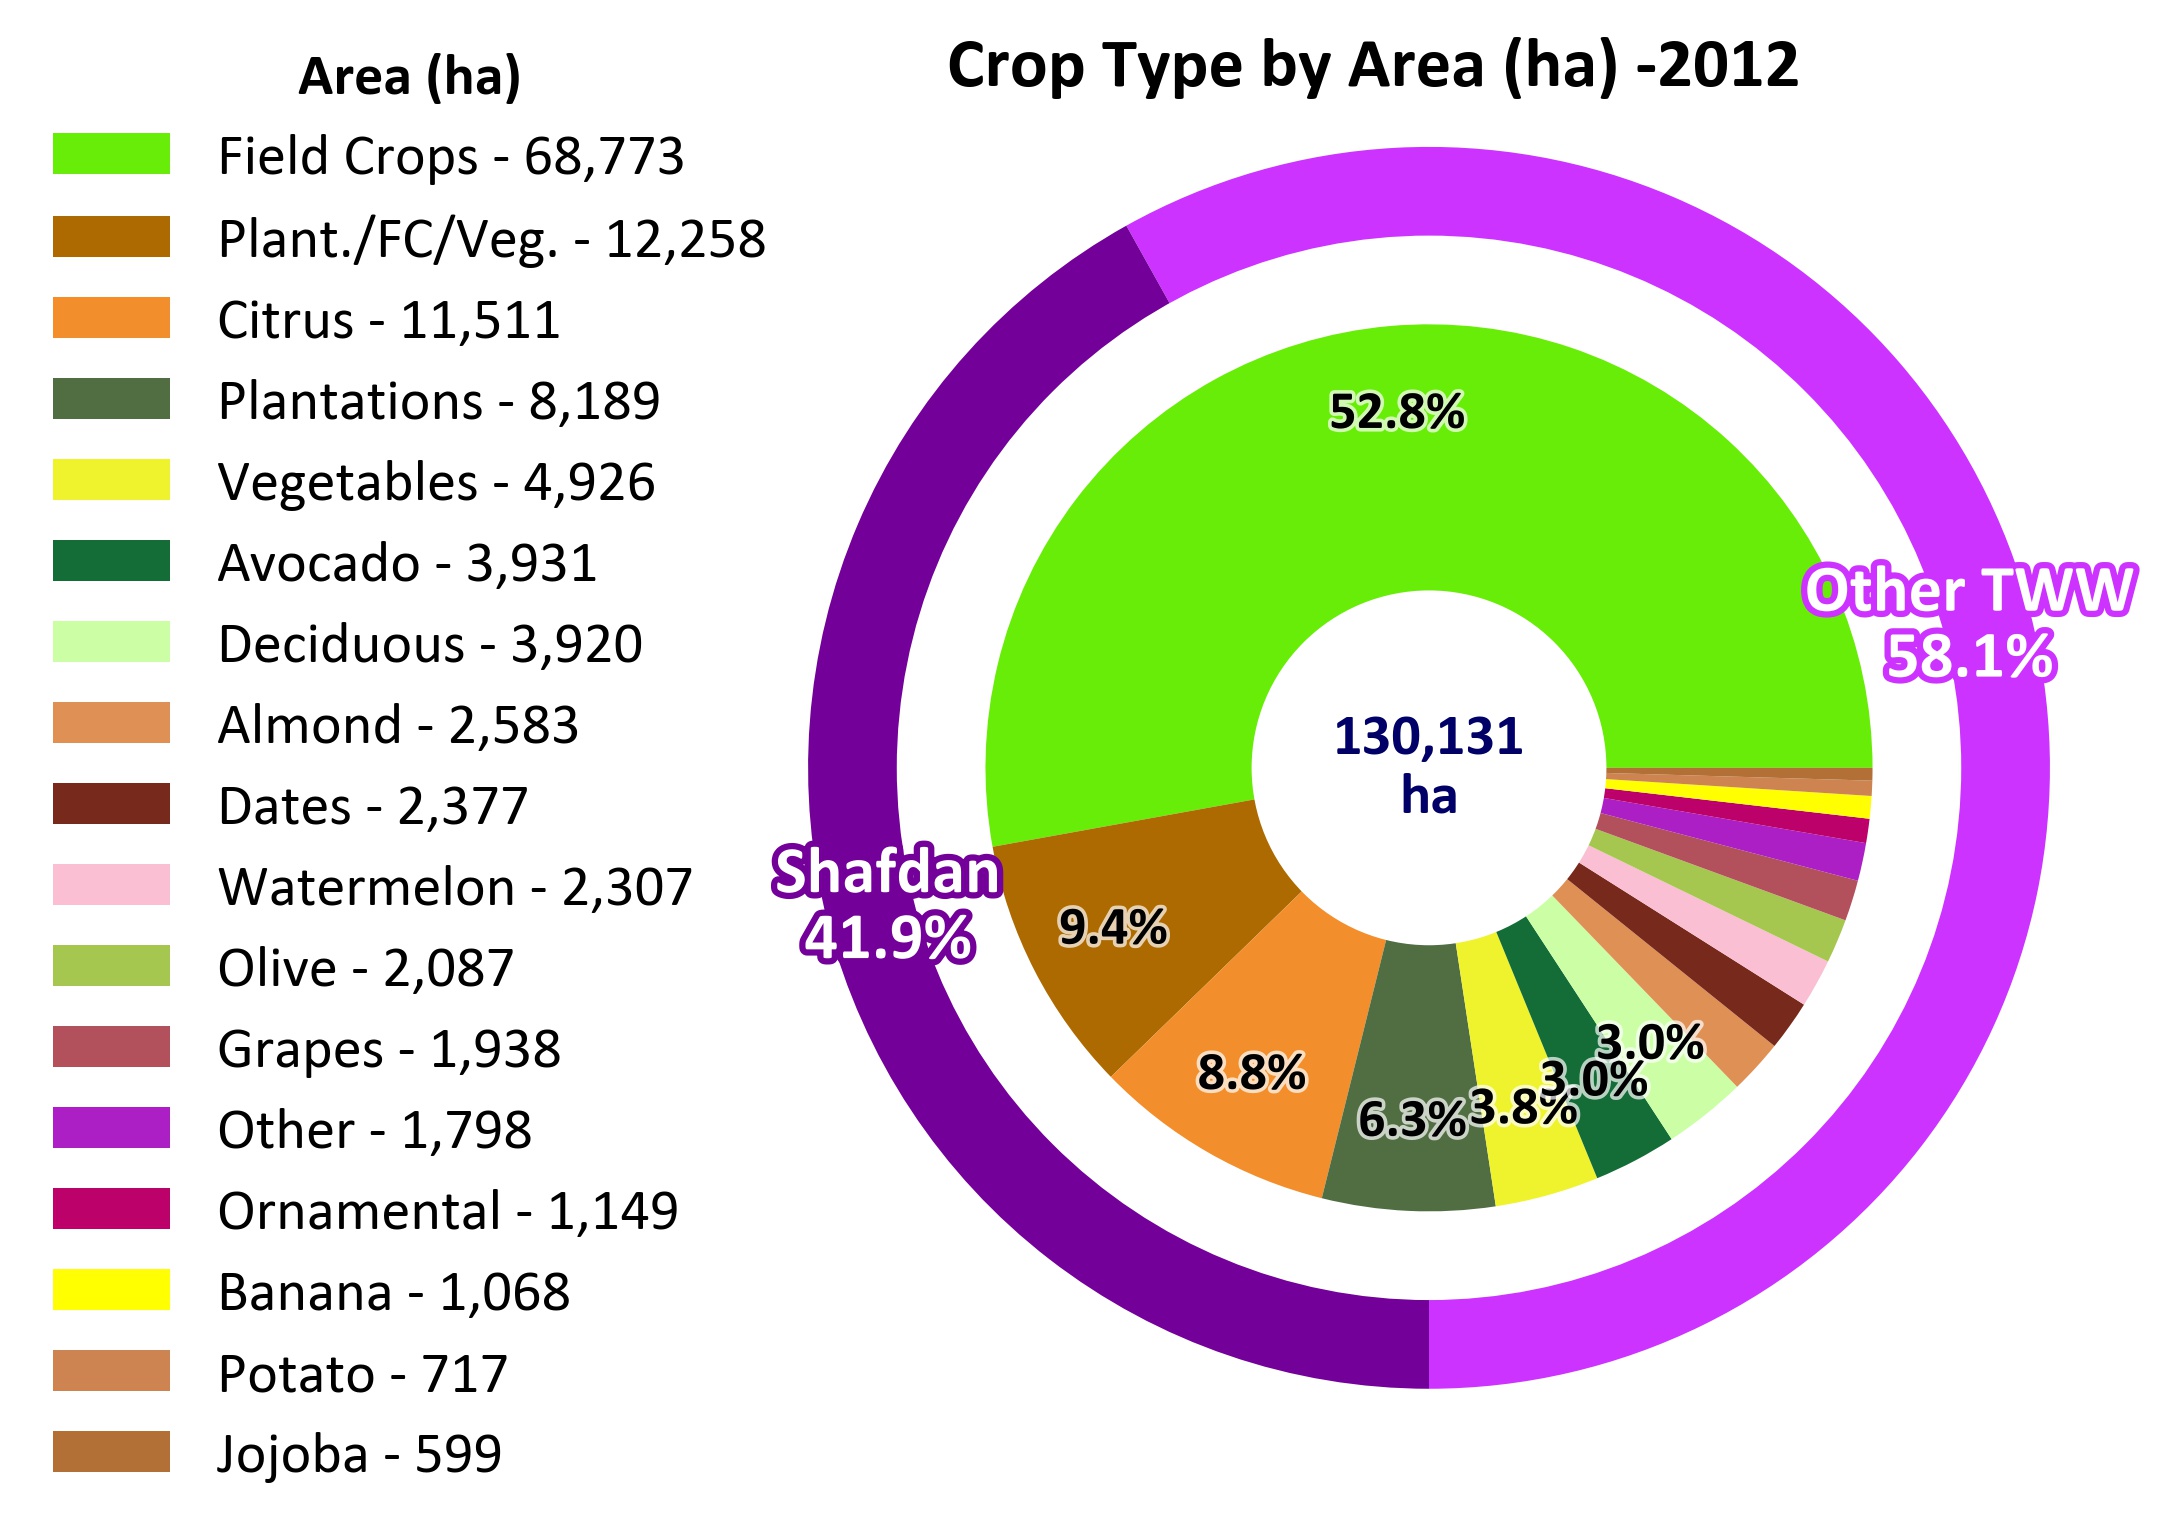 Area (ha)
Field Crops - 68,773
Plant./FC/Veg. - 12,258
Citrus - 11,511
Plantations - 8,189
Vegetables - 4,926
Avocado - 3,931
Deciduous - 3,920
Almond - 2,583
Dates - 2,377
Watermelon - 2,307
Olive - 2,087
Grapes - 1,938
Other - 1,798
Ornamental - 1,149
Banana - 1,068
Potato - 717
Jojoba - 599
Crop Type by Area (ha) -2012
52.8%
Other TWW
58.1%
130,131
ha
Shafdan
41.9%
9.4%
8.8%
6.3%
3.8%
3.0%
3.0%